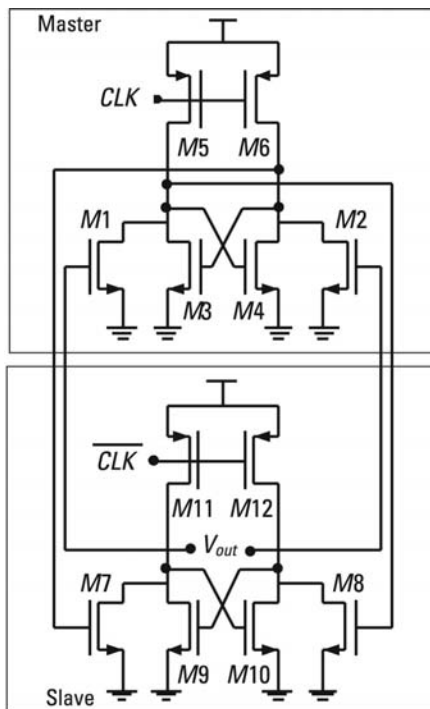 Master
CLK
M5 M6
M1 M2
M3 M4
CLK
M11 M12
Vout
M7 M8
M9 M10
Slave